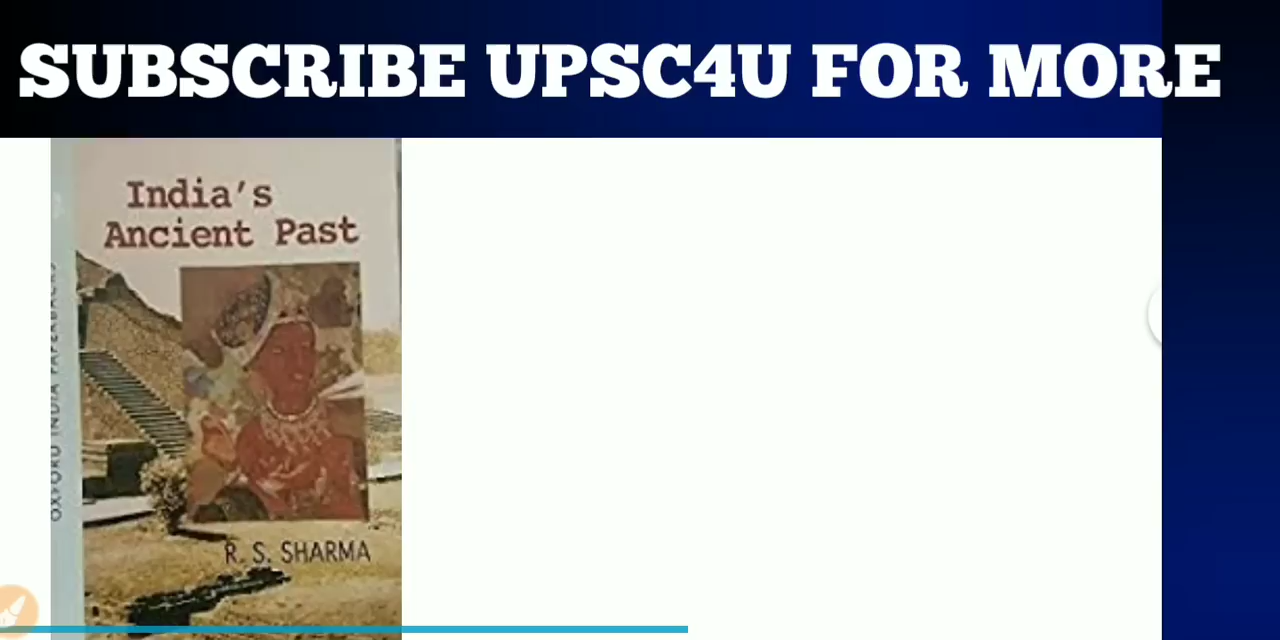 SUBSCRIBE UPSC4U FOR MORE
India's
Ancient Past
OXFORD INDIA PAPERBACKS
R. S. SHARMA